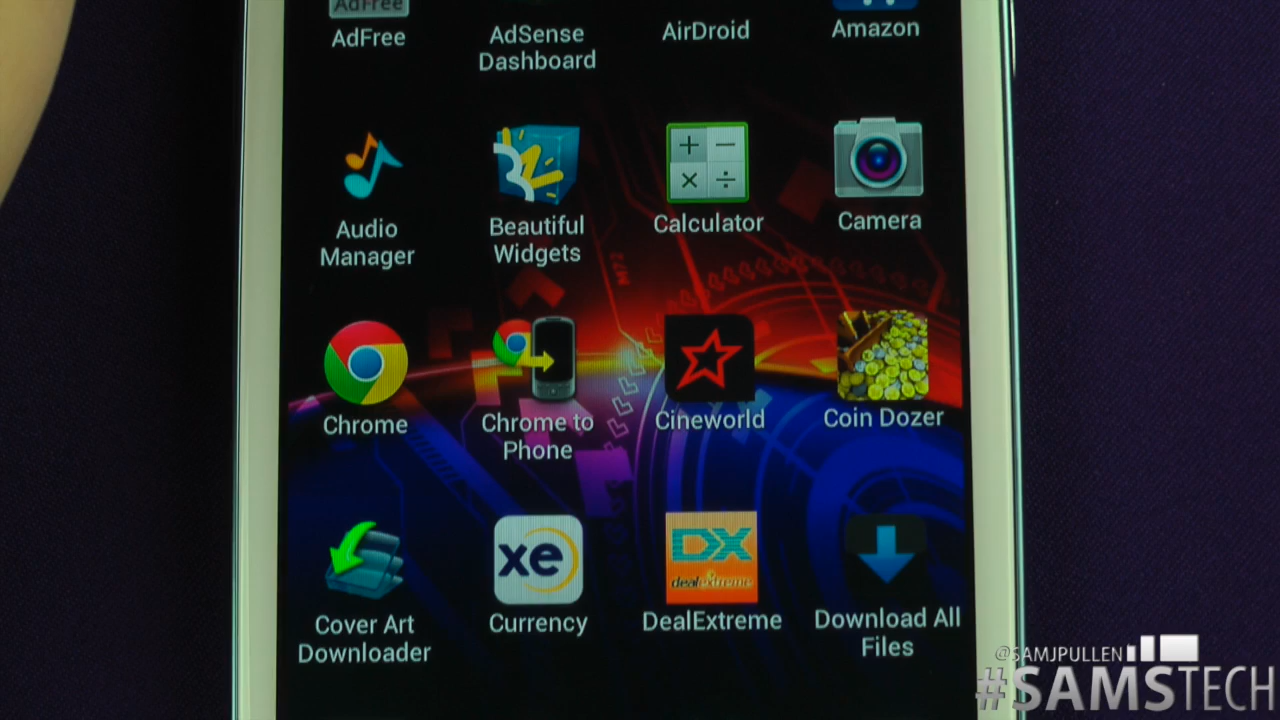 AdFree
AdFree
AdSense
Dashboard
AirDroid
Amazon
Audio
Manager
Beautiful
Widgets
+ −
× ÷
Calculator
Camera
Chrome
Chrome to
Phone
Cineworld
Coin Dozer
Cover Art
Downloader
xe
Currency
DX
dealextreme
DealExtreme
Download All
Files
@SAMJPULLEN
#SAMSTECH